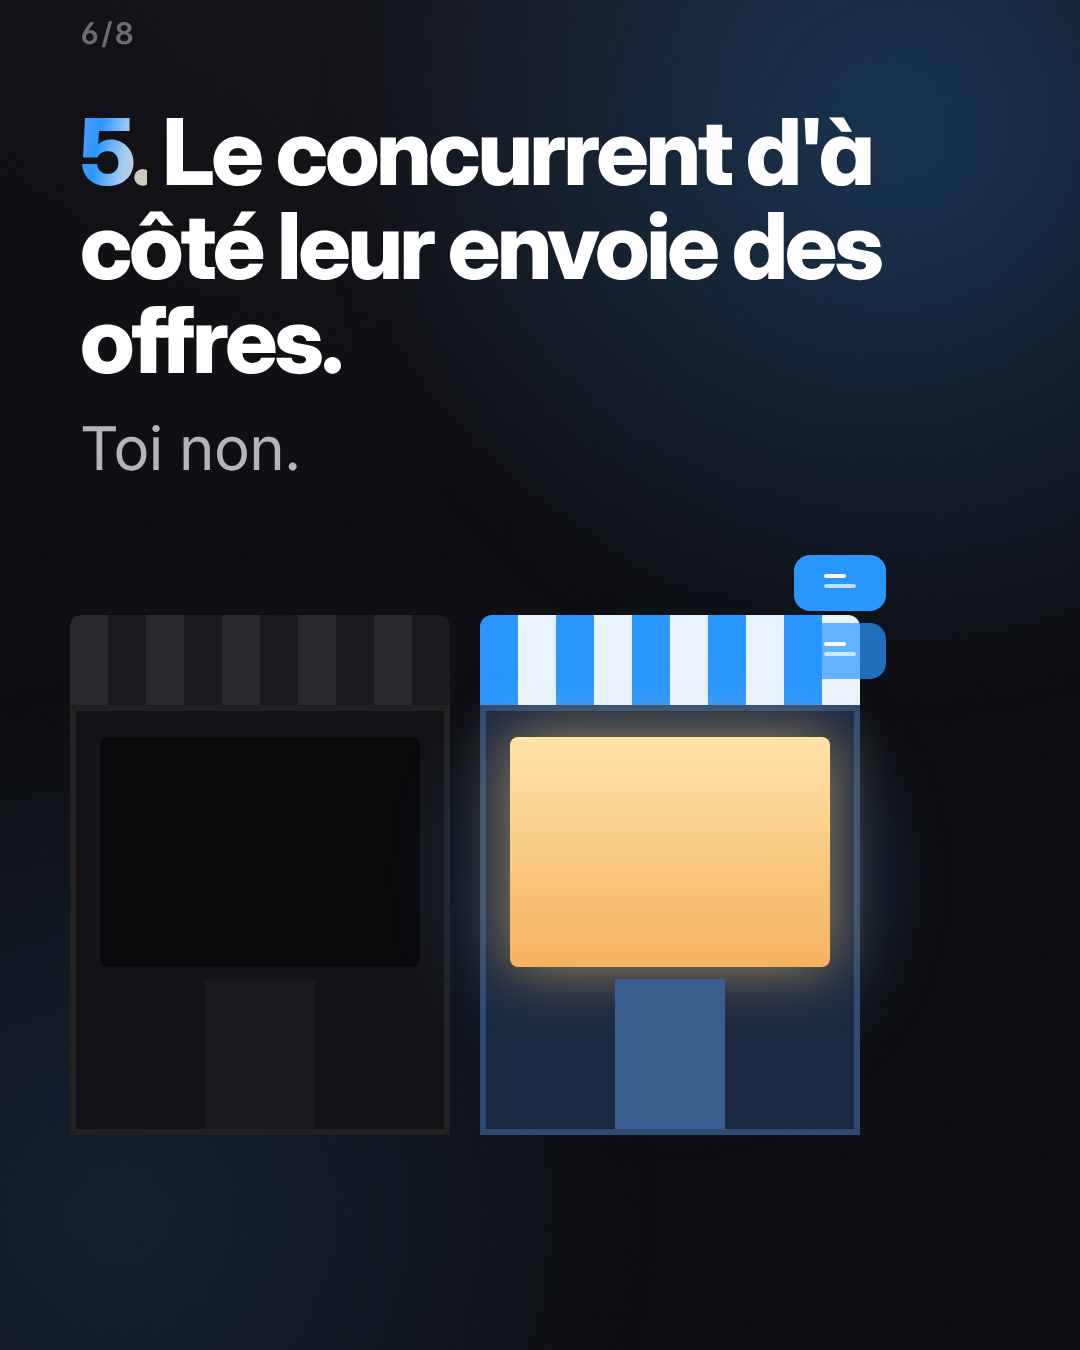 6/8
5. Le concurrent d'à
côté leur envoie des
offres.
Toi non.